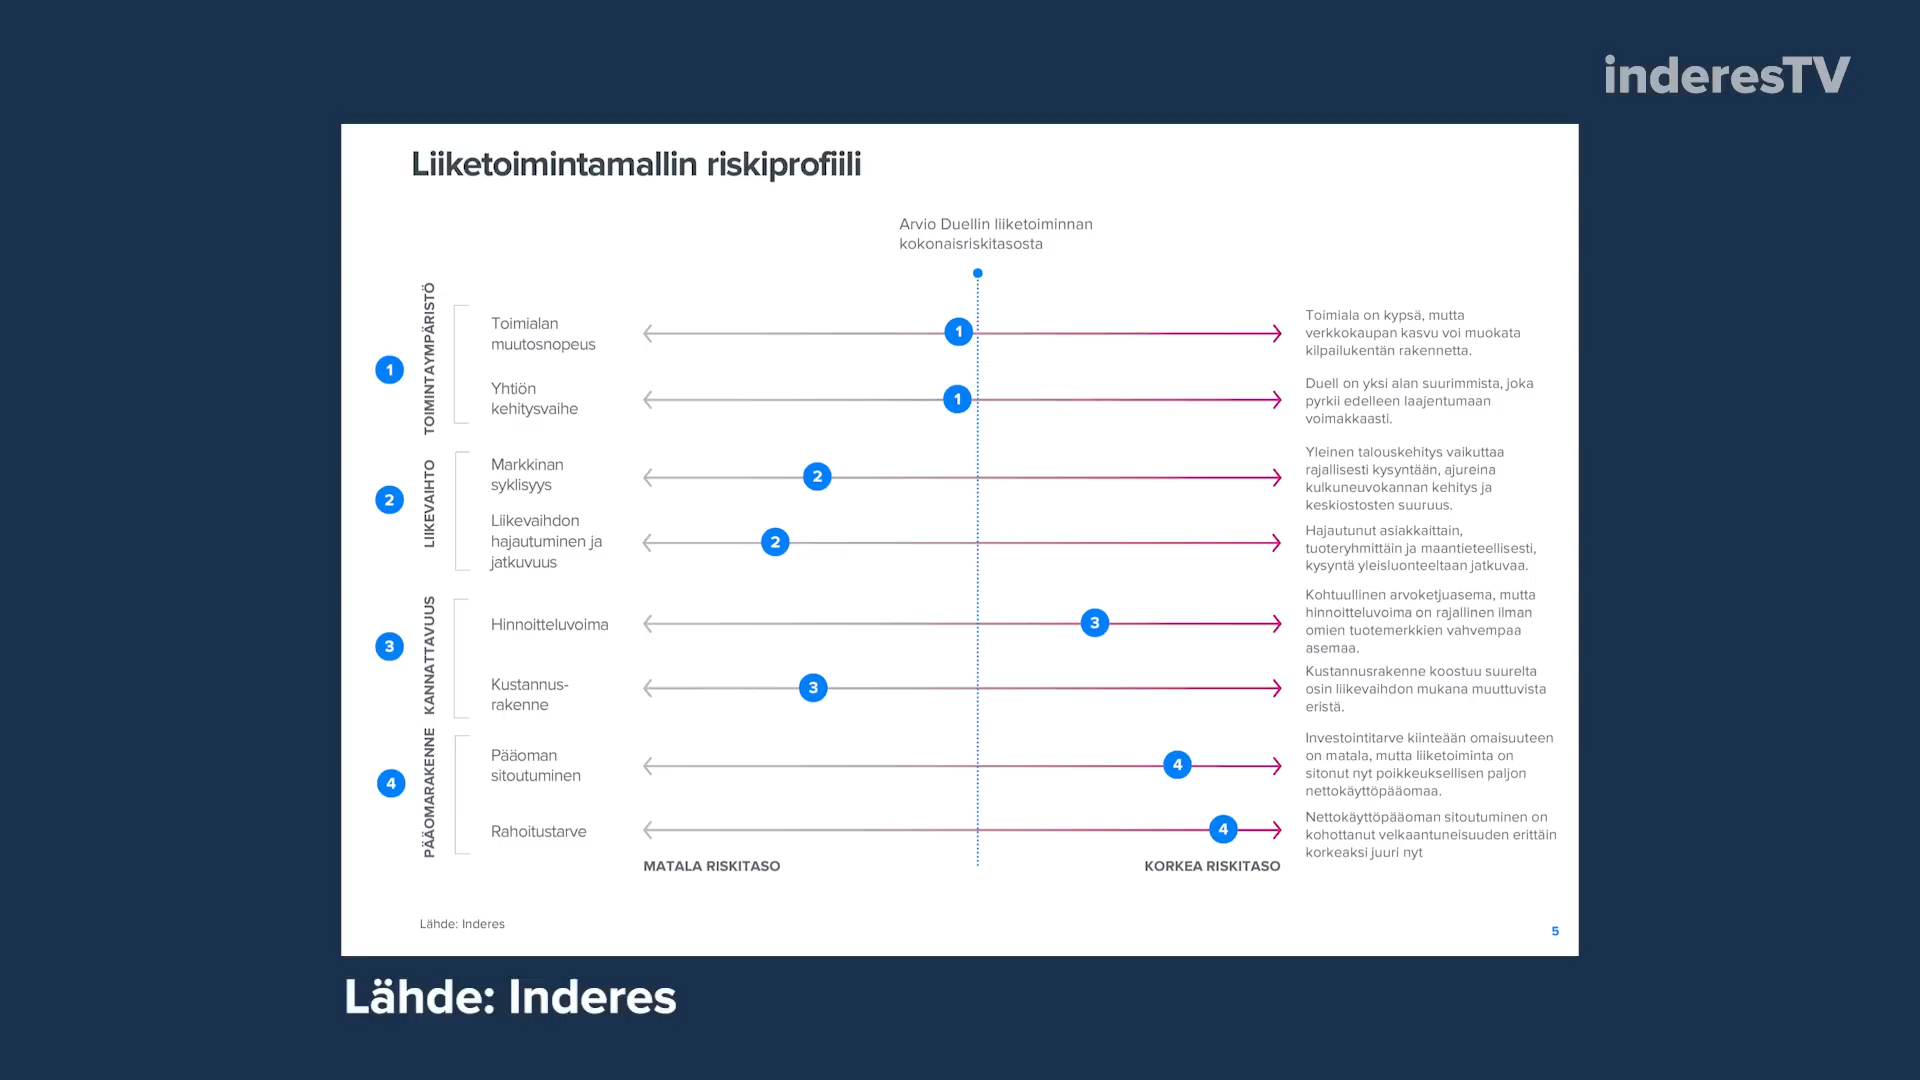 inderesTV
Liiketoimintamallin riskiprofiili
Arvio Duellin liiketoiminnan
kokonaisriskitasosta
1
TOIMINTAYMPÄRISTÖ
Toimialan
muutosnopeus
1
Toimiala on kypsä, mutta
verkkokaupan kasvu voi muokata
kilpailukentän rakennetta.
Yhtiön
kehitysvaihe
1
Duell on yksi alan suurimmista, joka
pyrkii edelleen laajentumaan
voimakkaasti.
2
LIIKEVAIHTO
Markkinan
syklisyys
2
Yleinen talouskehitys vaikuttaa
rajallisesti kysyntään, ajureina
kulkuneuvokannan kehitys ja
keskiostosten suuruus.
Liikevaihdon
hajautuminen ja
jatkuvuus
2
Hajautunut asiakkaittain,
tuoteryhmittäin ja maantieteellisesti,
kysyntä yleisluonteeltaan jatkuvaa.
3
KANNATTAVUUS
Hinnoitteluvoima
3
Kohtuullinen arvoketjuasema, mutta
hinnoitteluvoima on rajallinen ilman
omien tuotemerkkien vahvempaa
asemaa.
Kustannus-
rakenne
3
Kustannusrakenne koostuu suurelta
osin liikevaihdon mukana muuttuvista
eristä.
4
PÄÄOMARAKENNE
Pääoman
sitoutuminen
4
Investointitarve kiinteään omaisuuteen
on matala, mutta liiketoiminta on
sitonut nyt poikkeuksellisen paljon
nettokäyttöpääomaa.
Rahoitustarve
4
Nettokäyttöpääoman sitoutuminen on
kohottanut velkaantuneisuuden erittäin
korkeaksi juuri nyt
MATALA RISKITASO
KORKEA RISKITASO
Lähde: Inderes
5
Lähde: Inderes